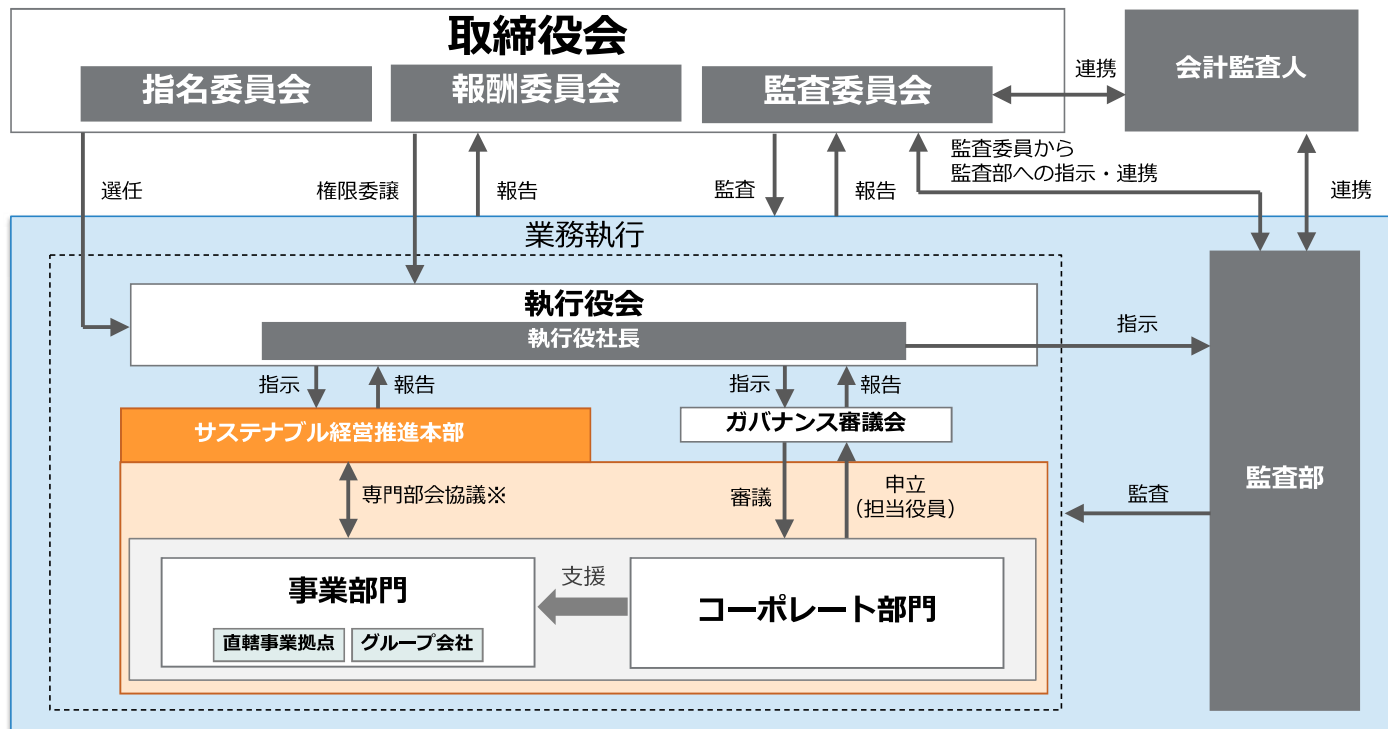 取締役会
指名委員会
報酬委員会
監査委員会
連携
会計監査人
選任
権限委譲
報告
監査
報告
監査委員から
監査部への指示・連携
連携
業務執行
執行役会
執行役社長
指示
指示
報告
指示
報告
サステナブル経営推進本部
ガバナンス審議会
専門部会協議※
審議
申立
（担当役員）
監査
監査部
事業部門
直轄事業拠点
グループ会社
支援
コーポレート部門